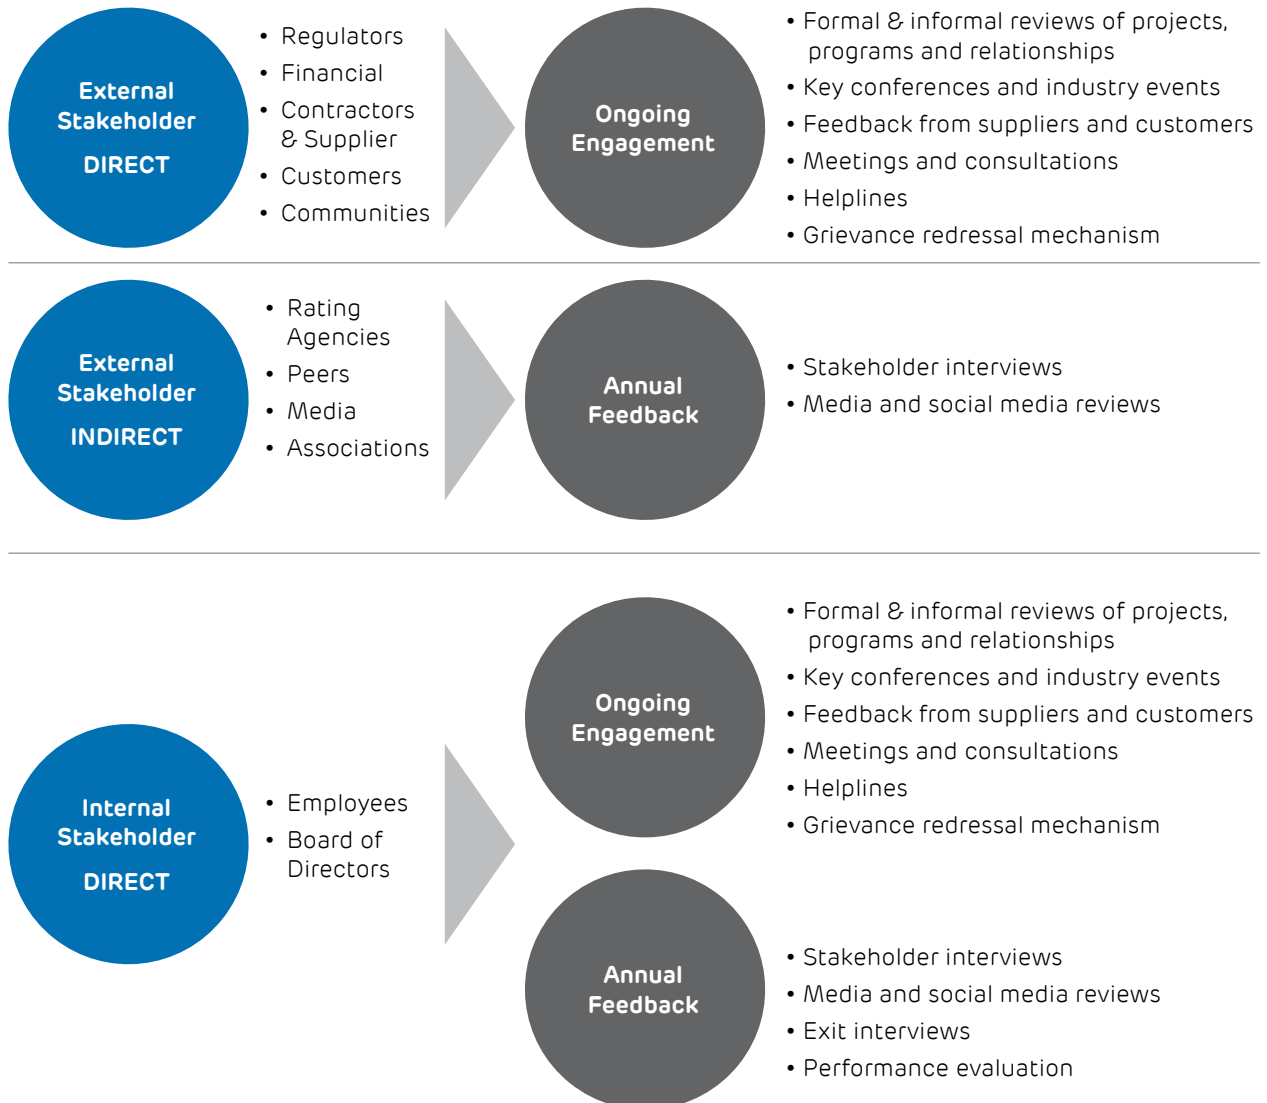 External
Stakeholder
DIRECT
• Regulators
• Financial
• Contractors
& Supplier
• Customers
• Communities
Ongoing
Engagement
• Formal & informal reviews of projects,
programs and relationships
• Key conferences and industry events
• Feedback from suppliers and customers
• Meetings and consultations
• Helplines
• Grievance redressal mechanism
External
Stakeholder
INDIRECT
• Rating
Agencies
• Peers
• Media
• Associations
Annual
Feedback
• Stakeholder interviews
• Media and social media reviews
Internal
Stakeholder
DIRECT
• Employees
• Board of
Directors
Ongoing
Engagement
• Formal & informal reviews of projects,
programs and relationships
• Key conferences and industry events
• Feedback from suppliers and customers
• Meetings and consultations
• Helplines
• Grievance redressal mechanism
Annual
Feedback
• Stakeholder interviews
• Media and social media reviews
• Exit interviews
• Performance evaluation